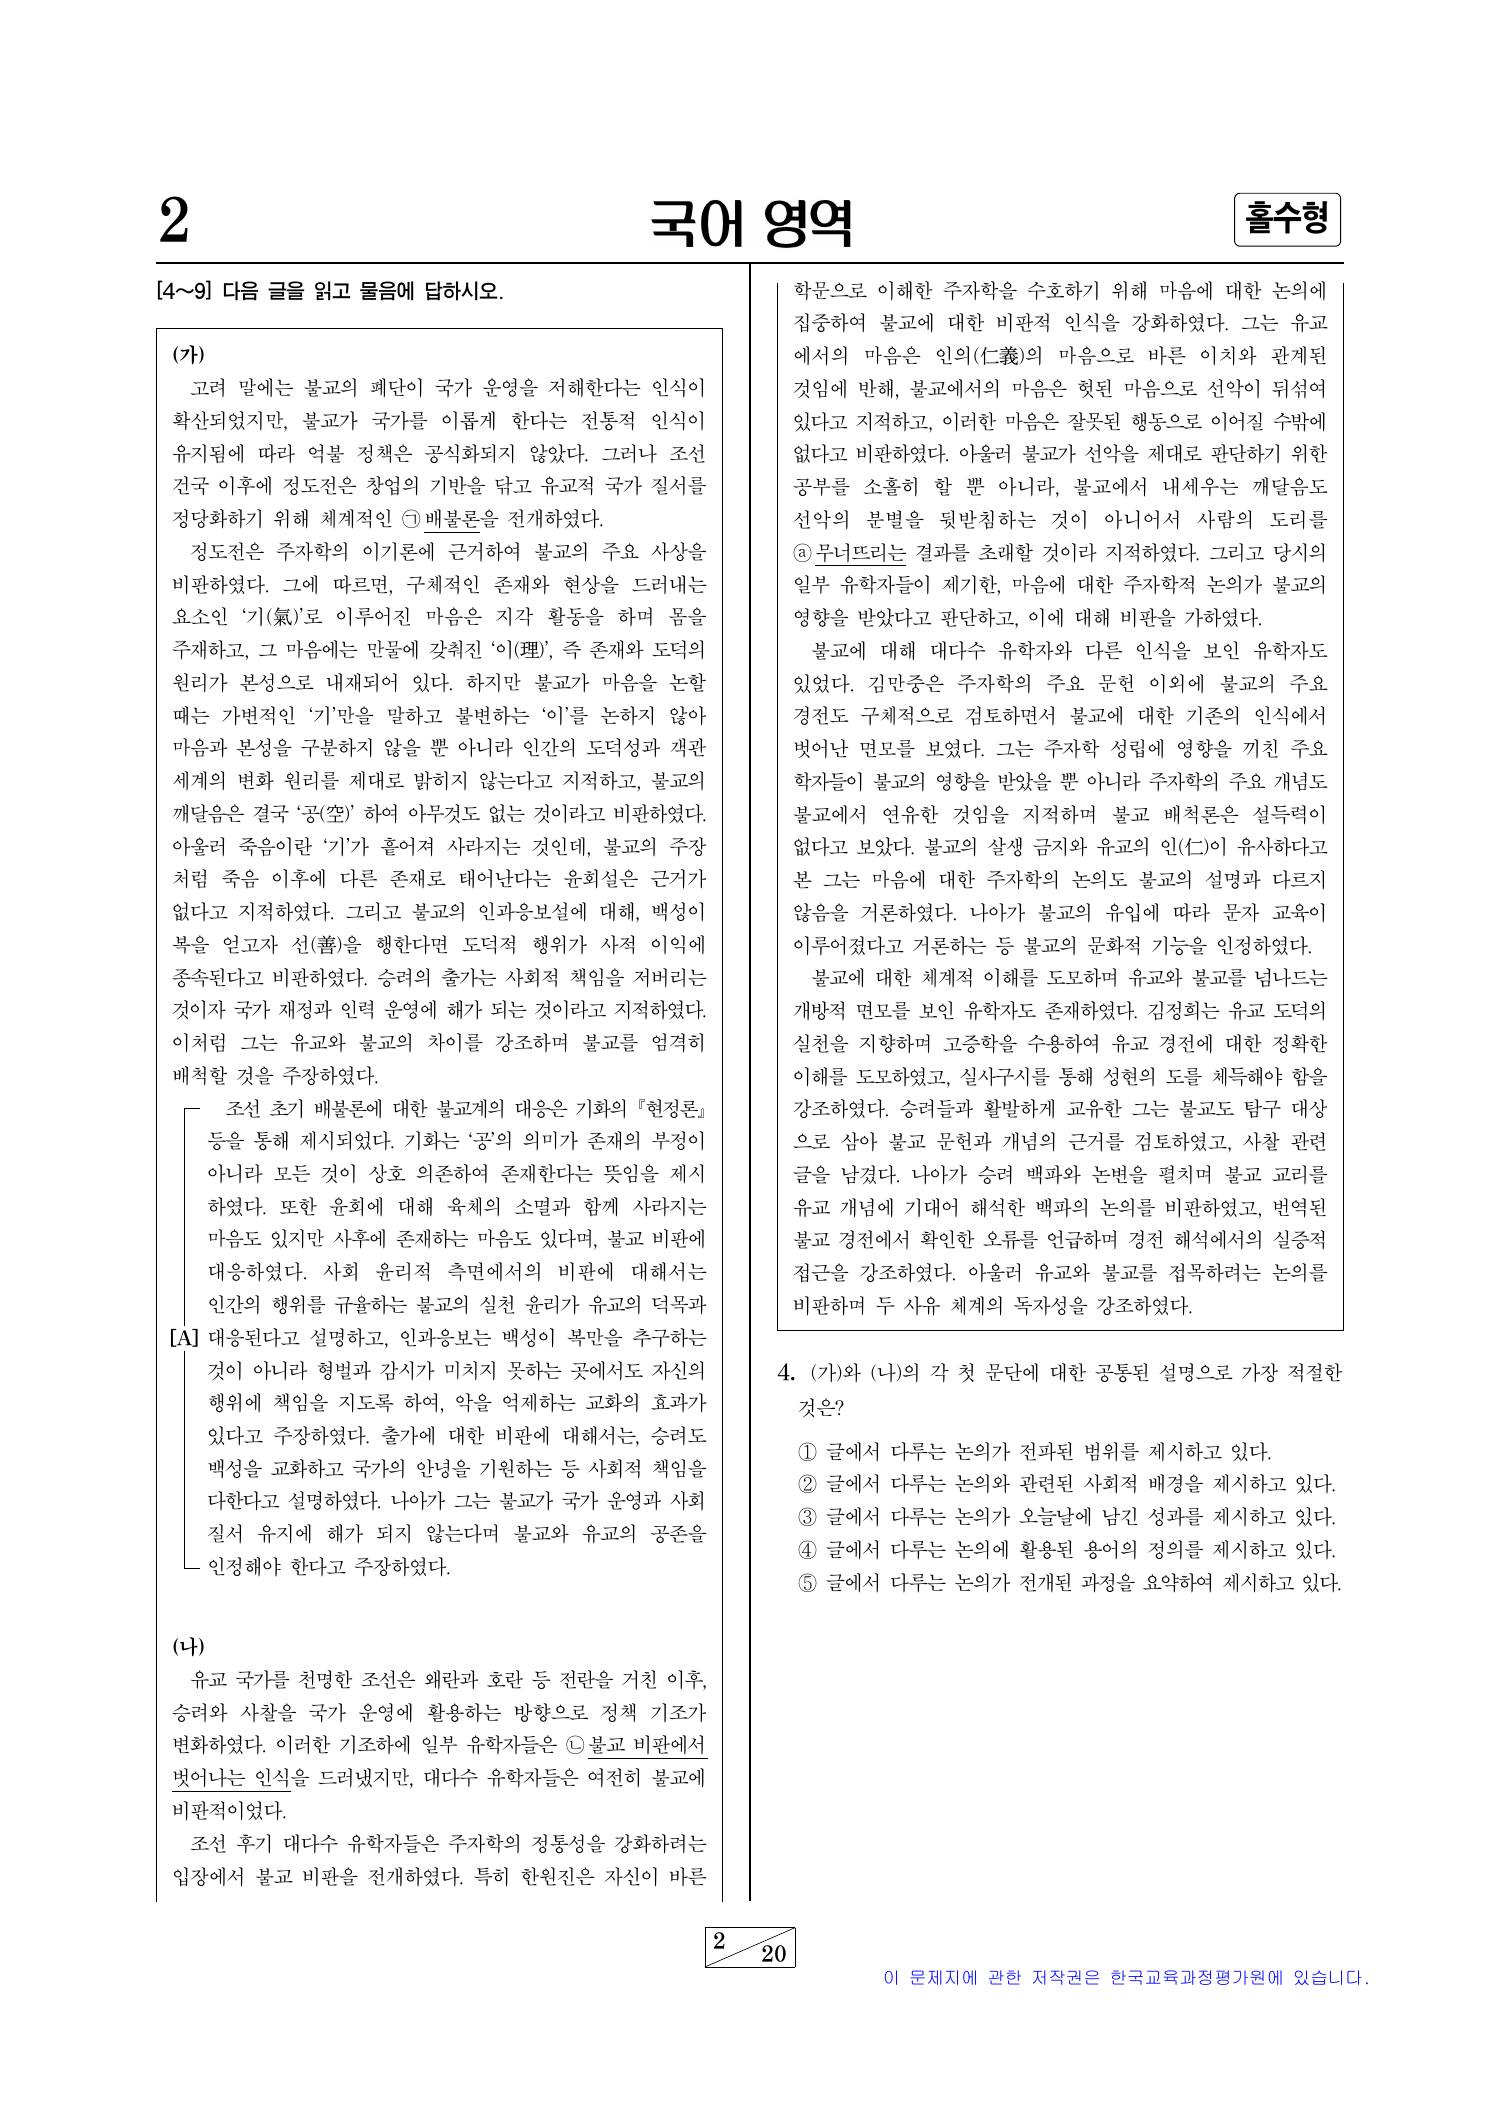 2
국어 영역
홀수형
[4～9] 다음 글을 읽고 물음에 답하시오.
(가)
고려 말에는 불교의 폐단이 국가 운영을 저해한다는 인식이
확산되었지만, 불교가 국가를 이롭게 한다는 전통적 인식이
유지됨에 따라 억불 정책은 공식화되지 않았다. 그러나 조선
건국 이후에 정도전은 창업의 기반을 닦고 유교적 국가 질서를
정당화하기 위해 체계적인 ㉠배불론을 전개하였다.
정도전은 주자학의 이기론에 근거하여 불교의 주요 사상을
비판하였다. 그에 따르면, 구체적인 존재와 현상을 드러내는
요소인 ‘기(氣)’로 이루어진 마음은 지각 활동을 하며 몸을
주재하고, 그 마음에는 만물에 갖춰진 ‘이(理)’, 즉 존재와 도덕의
원리가 본성으로 내재되어 있다. 하지만 불교가 마음을 논할
때는 가변적인 ‘기’만을 말하고 불변하는 ‘이’를 논하지 않아
마음과 본성을 구분하지 않을 뿐 아니라 인간의 도덕성과 객관
세계의 변화 원리를 제대로 밝히지 않는다고 지적하고, 불교의
깨달음은 결국 ‘공(空)’ 하여 아무것도 없는 것이라고 비판하였다.
아울러 죽음이란 ‘기’가 흩어져 사라지는 것인데, 불교의 주장
처럼 죽음 이후에 다른 존재로 태어난다는 윤회설은 근거가
없다고 지적하였다. 그리고 불교의 인과응보설에 대해, 백성이
복을 얻고자 선(善)을 행한다면 도덕적 행위가 사적 이익에
종속된다고 비판하였다. 승려의 출가는 사회적 책임을 저버리는
것이자 국가 재정과 인력 운영에 해가 되는 것이라고 지적하였다.
이처럼 그는 유교와 불교의 차이를 강조하며 불교를 엄격히
배척할 것을 주장하였다.
조선 초기 배불론에 대한 불교계의 대응은 기화의 『현정론』
등을 통해 제시되었다. 기화는 ‘공’의 의미가 존재의 부정이
아니라 모든 것이 상호 의존하여 존재한다는 뜻임을 제시
하였다. 또한 윤회에 대해 육체의 소멸과 함께 사라지는
마음도 있지만 사후에 존재하는 마음도 있다며, 불교 비판에
대응하였다. 사회 윤리적 측면에서의 비판에 대해서는
인간의 행위를 규율하는 불교의 실천 윤리가 유교의 덕목과
[A] 대응된다고 설명하고, 인과응보는 백성이 복만을 추구하는
것이 아니라 형벌과 감시가 미치지 못하는 곳에서도 자신의
행위에 책임을 지도록 하여, 악을 억제하는 교화의 효과가
있다고 주장하였다. 출가에 대한 비판에 대해서는, 승려도
백성을 교화하고 국가의 안녕을 기원하는 등 사회적 책임을
다한다고 설명하였다. 나아가 그는 불교가 국가 운영과 사회
질서 유지에 해가 되지 않는다며 불교와 유교의 공존을
인정해야 한다고 주장하였다.
(나)
유교 국가를 천명한 조선은 왜란과 호란 등 전란을 거친 이후,
승려와 사찰을 국가 운영에 활용하는 방향으로 정책 기조가
변화하였다. 이러한 기조하에 일부 유학자들은 ㉡불교 비판에서
벗어나는 인식을 드러냈지만, 대다수 유학자들은 여전히 불교에
비판적이었다.
조선 후기 대다수 유학자들은 주자학의 정통성을 강화하려는
입장에서 불교 비판을 전개하였다. 특히 한원진은 자신이 바른
학문으로 이해한 주자학을 수호하기 위해 마음에 대한 논의에
집중하여 불교에 대한 비판적 인식을 강화하였다. 그는 유교
에서의 마음은 인의(仁義)의 마음으로 바른 이치와 관계된
것임에 반해, 불교에서의 마음은 헛된 마음으로 선악이 뒤섞여
있다고 지적하고, 이러한 마음은 잘못된 행동으로 이어질 수밖에
없다고 비판하였다. 아울러 불교가 선악을 제대로 판단하기 위한
공부를 소홀히 할 뿐 아니라, 불교에서 내세우는 깨달음도
선악의 분별을 뒷받침하는 것이 아니어서 사람의 도리를
ⓐ무너뜨리는 결과를 초래할 것이라 지적하였다. 그리고 당시의
일부 유학자들이 제기한, 마음에 대한 주자학적 논의가 불교의
영향을 받았다고 판단하고, 이에 대해 비판을 가하였다.
불교에 대해 대다수 유학자와 다른 인식을 보인 유학자도
있었다. 김만중은 주자학의 주요 문헌 이외에 불교의 주요
경전도 구체적으로 검토하면서 불교에 대한 기존의 인식에서
벗어난 면모를 보였다. 그는 주자학 성립에 영향을 끼친 주요
학자들이 불교의 영향을 받았을 뿐 아니라 주자학의 주요 개념도
불교에서 연유한 것임을 지적하며 불교 배척론은 설득력이
없다고 보았다. 불교의 살생 금지와 유교의 인(仁)이 유사하다고
본 그는 마음에 대한 주자학의 논의도 불교의 설명과 다르지
않음을 거론하였다. 나아가 불교의 유입에 따라 문자 교육이
이루어졌다고 거론하는 등 불교의 문화적 기능을 인정하였다.
불교에 대한 체계적 이해를 도모하며 유교와 불교를 넘나드는
개방적 면모를 보인 유학자도 존재하였다. 김정희는 유교 도덕의
실천을 지향하며 고증학을 수용하여 유교 경전에 대한 정확한
이해를 도모하였고, 실사구시를 통해 성현의 도를 체득해야 함을
강조하였다. 승려들과 활발하게 교유한 그는 불교도 탐구 대상
으로 삼아 불교 문헌과 개념의 근거를 검토하였고, 사찰 관련
글을 남겼다. 나아가 승려 백파와 논변을 펼치며 불교 교리를
유교 개념에 기대어 해석한 백파의 논의를 비판하였고, 번역된
불교 경전에서 확인한 오류를 언급하며 경전 해석에서의 실증적
접근을 강조하였다. 아울러 유교와 불교를 접목하려는 논의를
비판하며 두 사유 체계의 독자성을 강조하였다.
4. (가)와 (나)의 각 첫 문단에 대한 공통된 설명으로 가장 적절한
것은?
① 글에서 다루는 논의가 전파된 범위를 제시하고 있다.
② 글에서 다루는 논의와 관련된 사회적 배경을 제시하고 있다.
③ 글에서 다루는 논의가 오늘날에 남긴 성과를 제시하고 있다.
④ 글에서 다루는 논의에 활용된 용어의 정의를 제시하고 있다.
⑤ 글에서 다루는 논의가 전개된 과정을 요약하여 제시하고 있다.
2
20
이 문제지에 관한 저작권은 한국교육과정평가원에 있습니다.